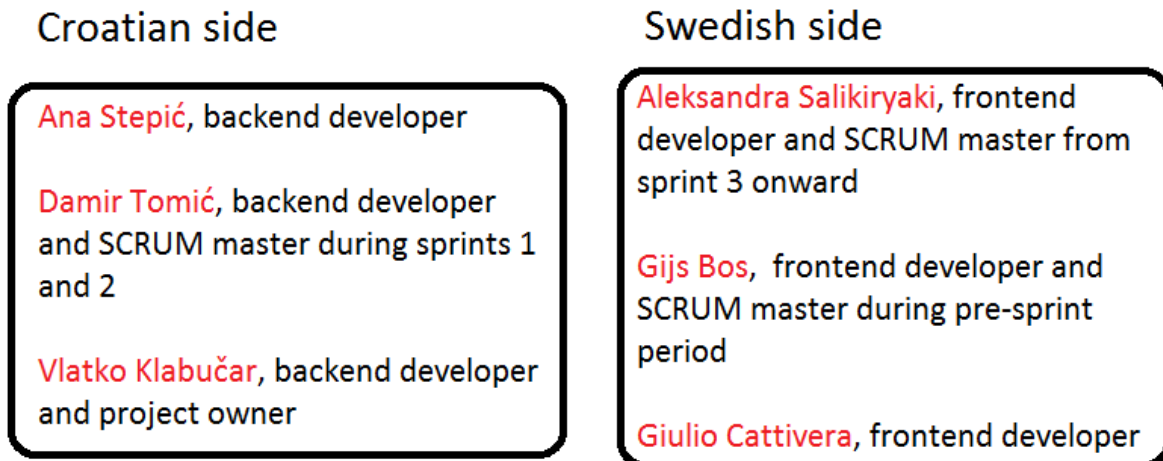 Croatian side
Ana Stepić, backend developer
Damir Tomić, backend developer
and SCRUM master during sprints 1
and 2
Vlatko Klabučar, backend developer
and project owner
Swedish side
Aleksandra Salikiryaki, frontend
developer and SCRUM master from
sprint 3 onward
Gijs Bos,  frontend developer and
SCRUM master during pre-sprint
period
Giulio Cattivera, frontend developer